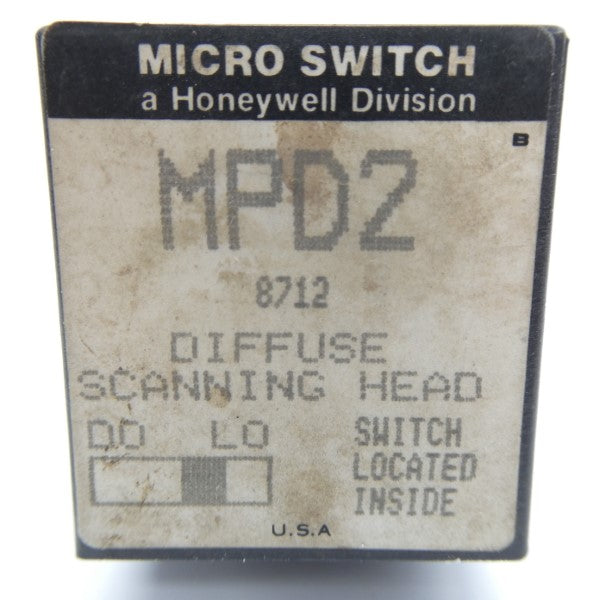 MICRO SWITCH
a Honeywell Division
B
MPD2
8712
DIFFUSE
SCANNING HEAD
DO LO
SWITCH
LOCATED
INSIDE
U.S.A